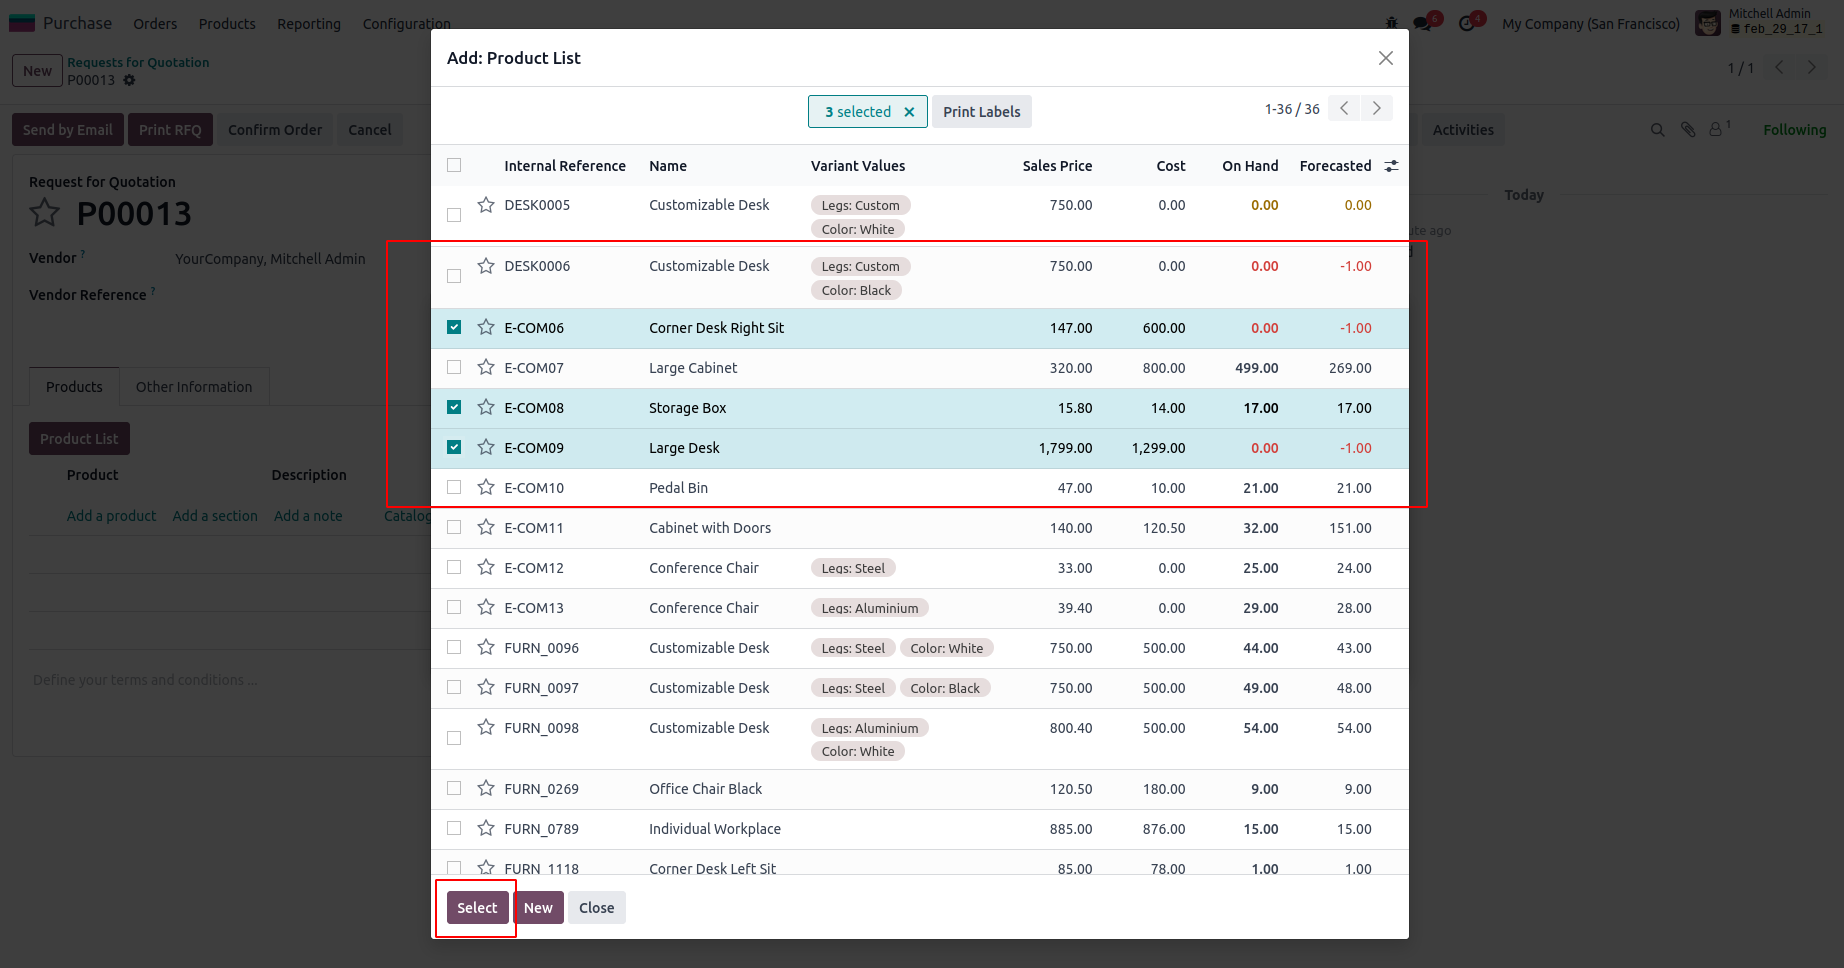 Purchase Orders Products Reporting Configuration 6 4 My Company (San Francisco) Mitchell Admin
feb_29_17_1
New Requests for Quotation
P00013
1 / 1
Add: Product List
3 selected Print Labels 1-36 / 36
Send by Email Print RFQ Confirm Order Cancel Activities 1 Following
Internal Reference Name Variant Values Sales Price Cost On Hand Forecasted
Request for Quotation
P00013
Today
DESK0005 Customizable Desk Legs: Custom 750.00 0.00 0.00 0.00
Color: White
ute ago
Vendor ? YourCompany, Mitchell Admin
DESK0006 Customizable Desk Legs: Custom 750.00 0.00 0.00 -1.00
Color: Black
Vendor Reference ?
E-COM06 Corner Desk Right Sit 147.00 600.00 0.00 -1.00
E-COM07 Large Cabinet 320.00 800.00 499.00 269.00
Products Other Information
E-COM08 Storage Box 15.80 14.00 17.00 17.00
Product List
E-COM09 Large Desk 1,799.00 1,299.00 0.00 -1.00
Product Description
E-COM10 Pedal Bin 47.00 10.00 21.00 21.00
Add a product Add a section Add a note Catalog
E-COM11 Cabinet with Doors 140.00 120.50 32.00 151.00
E-COM12 Conference Chair Legs: Steel 33.00 0.00 25.00 24.00
E-COM13 Conference Chair Legs: Aluminium 39.40 0.00 29.00 28.00
FURN_0096 Customizable Desk Legs: Steel Color: White 750.00 500.00 44.00 43.00
Define your terms and conditions ...
FURN_0097 Customizable Desk Legs: Steel Color: Black 750.00 500.00 49.00 48.00
FURN_0098 Customizable Desk Legs: Aluminium 800.40 500.00 54.00 54.00
Color: White
FURN_0269 Office Chair Black 120.50 180.00 9.00 9.00
FURN_0789 Individual Workplace 885.00 876.00 15.00 15.00
FURN_1118 Corner Desk Left Sit 85.00 78.00 1.00 1.00
Select New Close